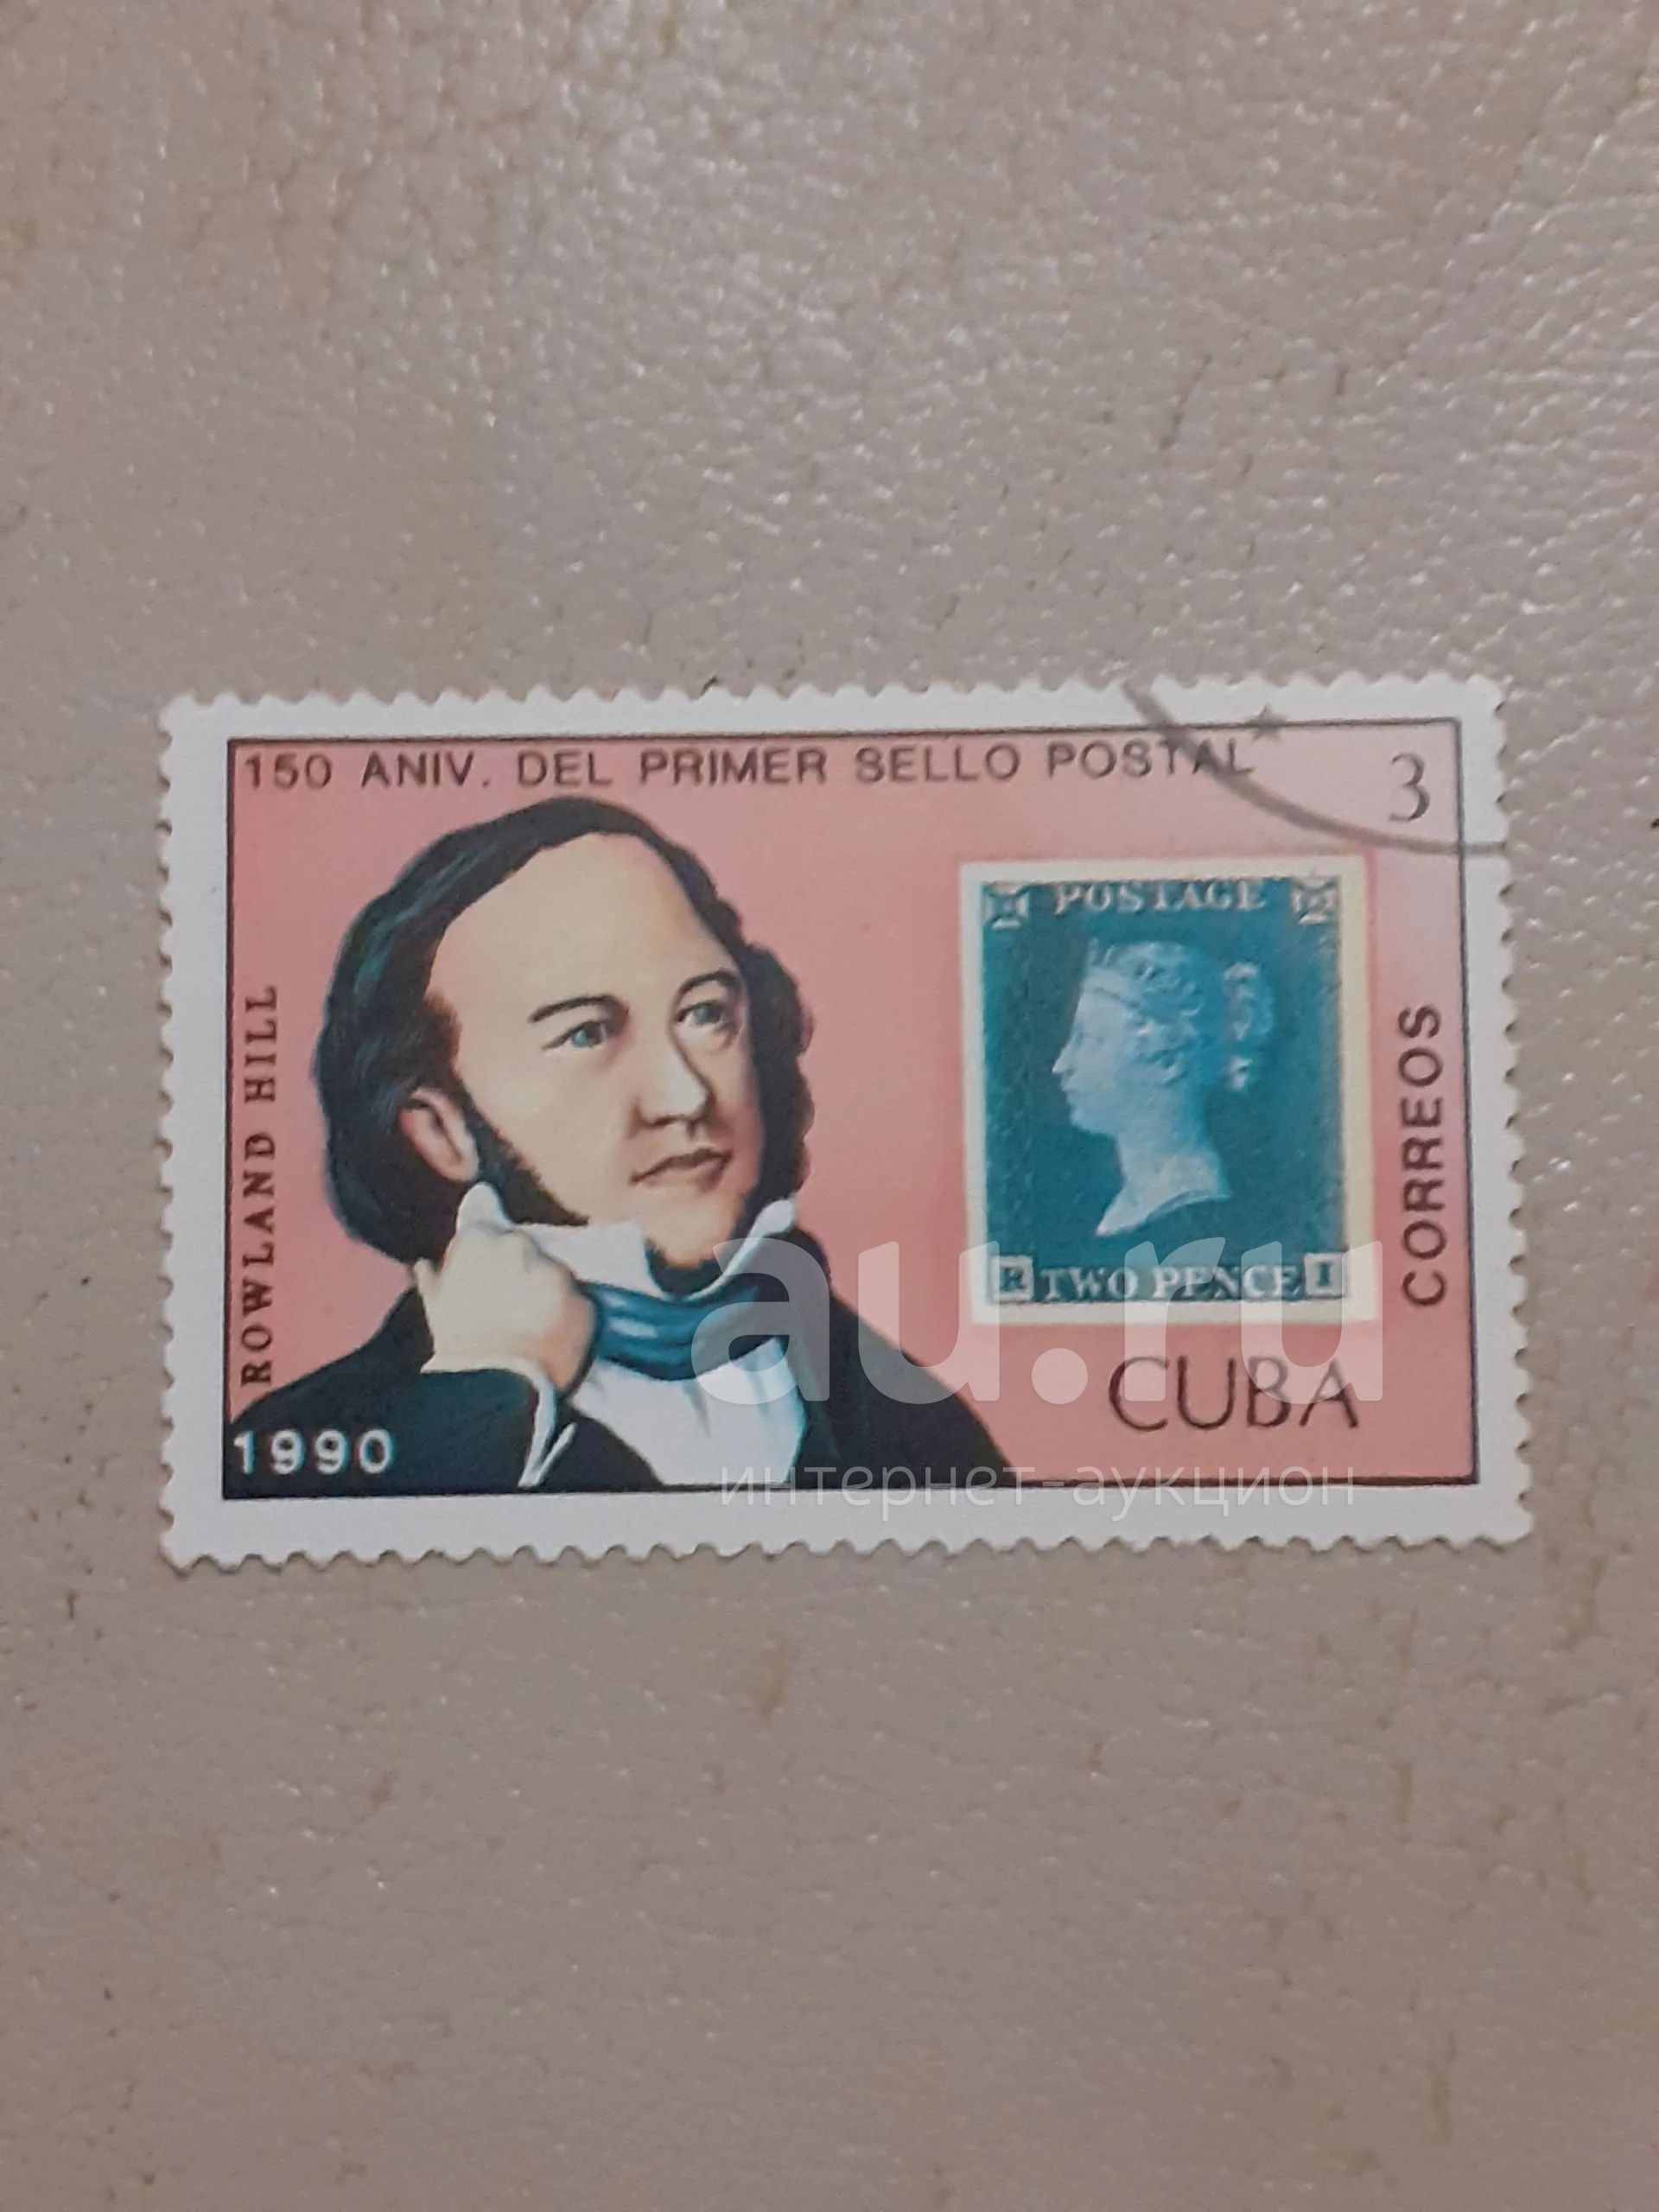 150 ANIV. DEL PRIMER SELLO POSTAL
3
POSTAGE
R TWO PENCE I
CORREOS
ROWLAND HILL
CUBA
1990
au.ru
интернет-аукцион